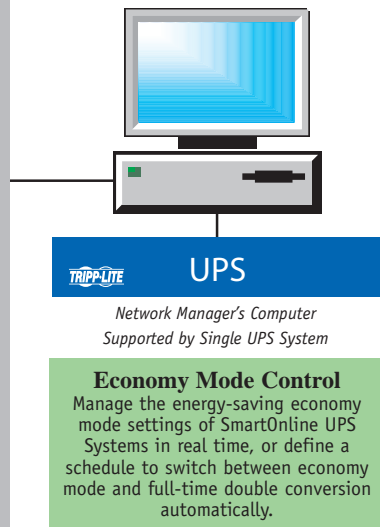 TRIPP·LITE UPS
Network Manager's Computer
Supported by Single UPS System
Economy Mode Control
Manage the energy-saving economy
mode settings of SmartOnline UPS
Systems in real time, or define a
schedule to switch between economy
mode and full-time double conversion
automatically.